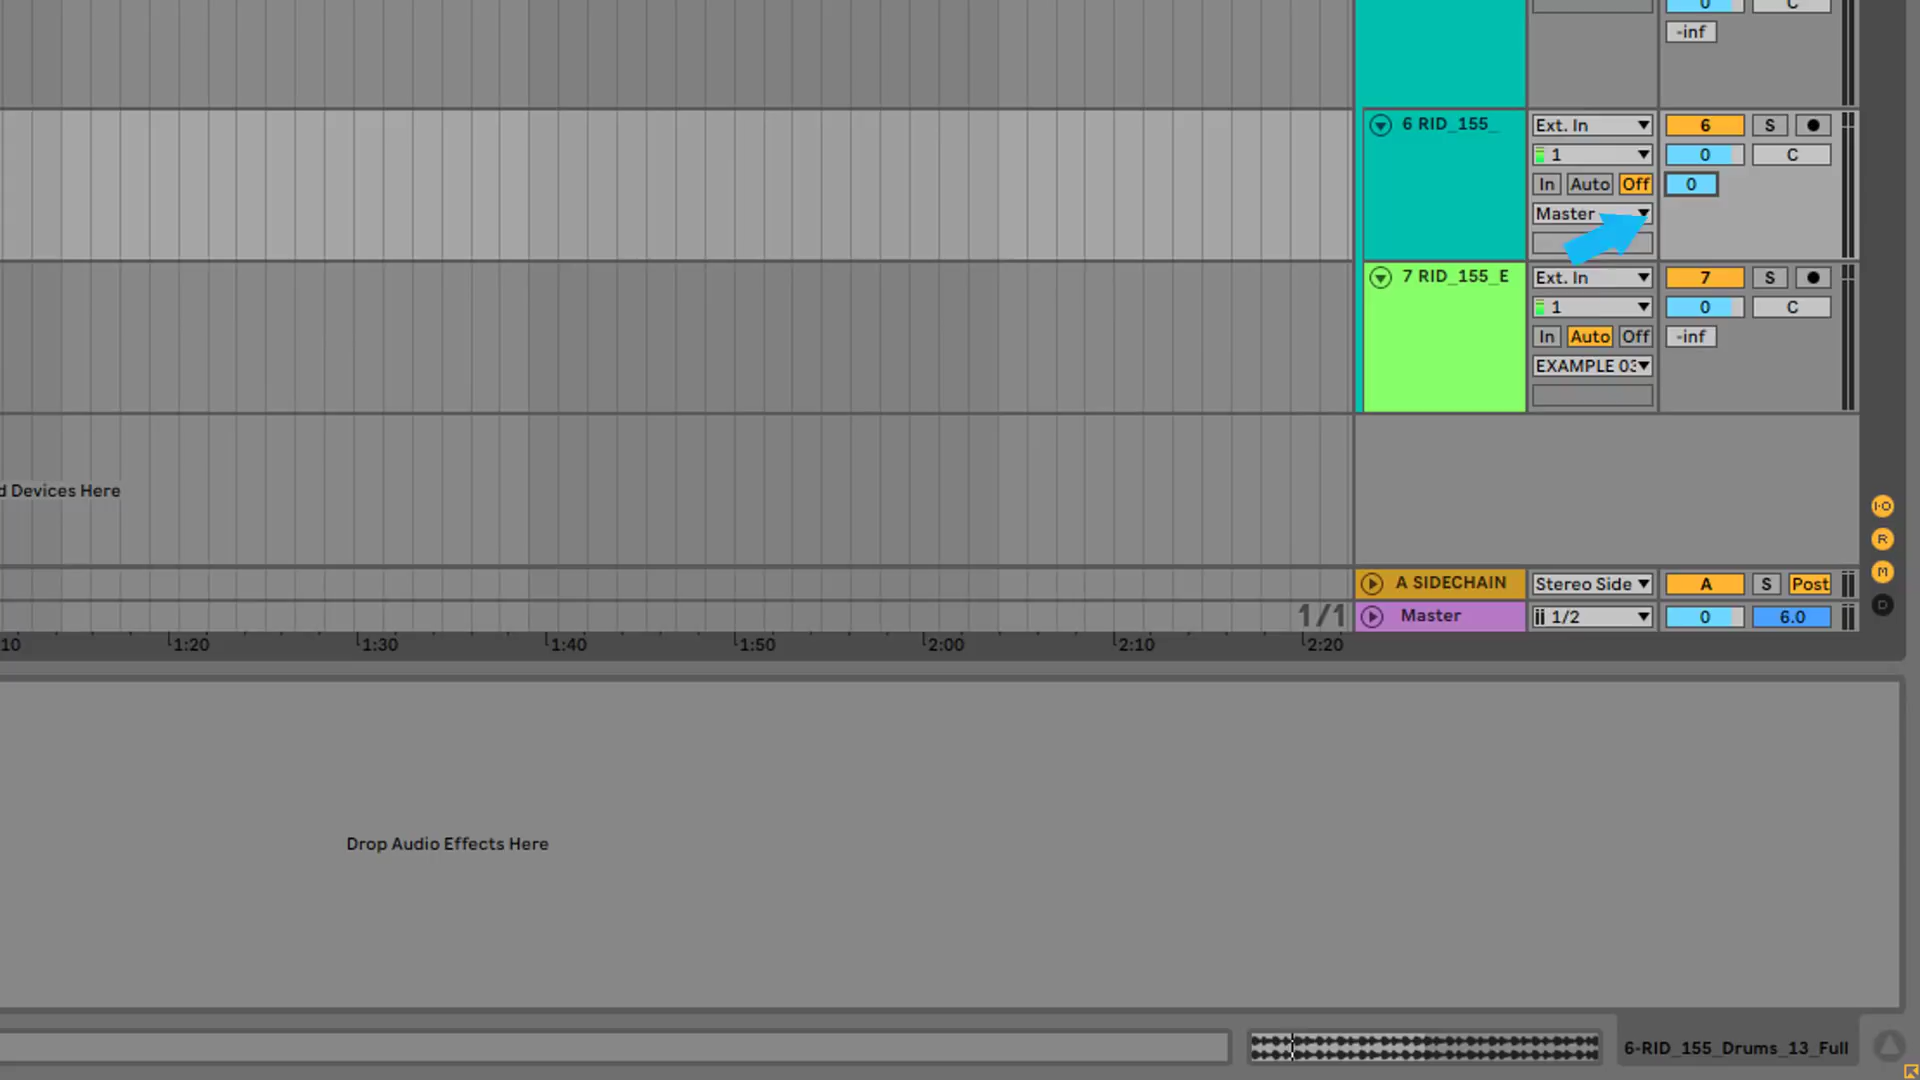 0 C
-inf
6 RID_155_ Ext. In 6 S
1 0 C
In Auto Off 0
Master
7 RID_155_E Ext. In 7 S
1 0 C
In Auto Off -inf
EXAMPLE 03
d Devices Here
I·O
R
M
D
A SIDECHAIN Stereo Side A S Post
1/1 Master 1/2 0 6.0
10 1:20 1:30 1:40 1:50 2:00 2:10 2:20
Drop Audio Effects Here
6-RID_155_Drums_13_Full